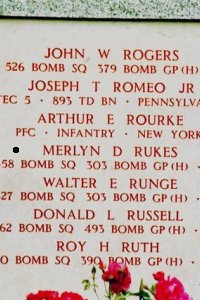 JOHN W ROGERS
526 BOMB SQ 379 BOMB GP(H)
JOSEPH T ROMEO JR
TEC 5 · 893 TD BN · PENNSYLVA
ARTHUR E ROURKE
PFC · INFANTRY · NEW YORK
MERLYN D RUKES
58 BOMB SQ 303 BOMB GP(H)
WALTER E RUNGE
27 BOMB SQ 303 BOMB GP(H)
DONALD L RUSSELL
62 BOMB SQ 493 BOMB GP(H)
ROY H RUTH
0 BOMB SQ 390 BOMB GP(H)